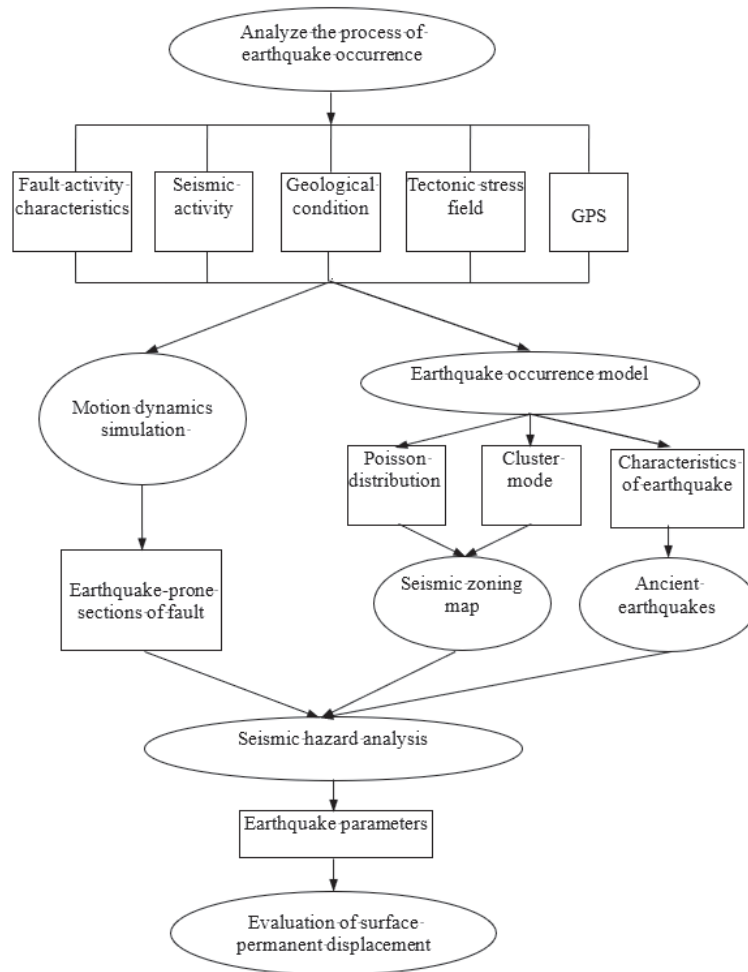 Analyze the process of
earthquake occurrence
Fault activity
characteristics
Seismic
activity
Geological
condition
Tectonic stress
field
GPS
Motion dynamics
simulation
Earthquake occurrence model
Poisson
distribution
Cluster
mode
Characteristics
of earthquake
Earthquake-prone
sections of fault
Seismic zoning
map
Ancient
earthquakes
Seismic hazard analysis
Earthquake parameters
Evaluation of surface
permanent displacement